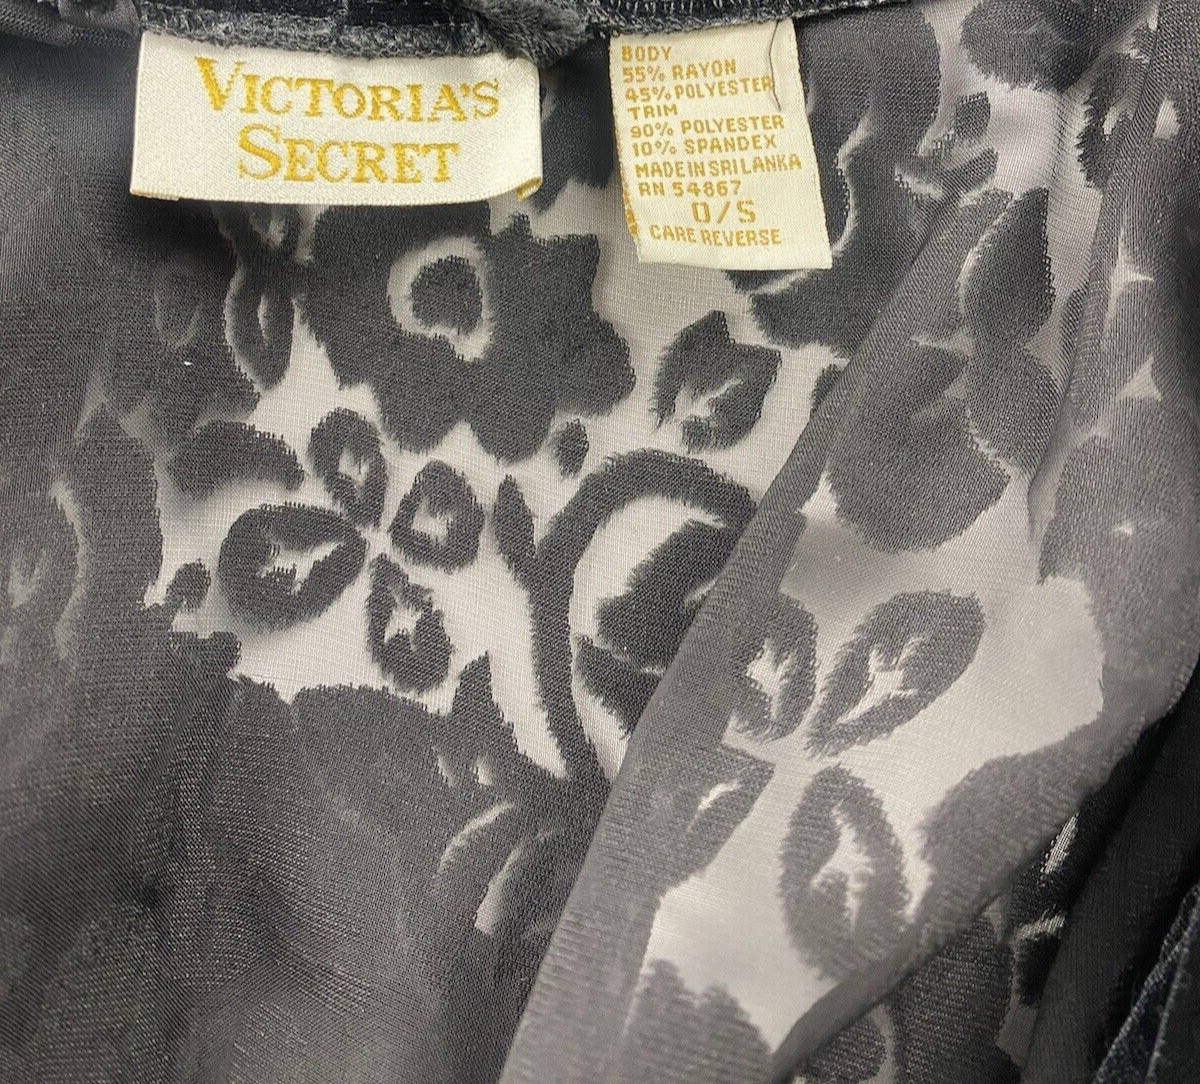 VICTORIA'S
SECRET
BODY
55% RAYON
45% POLYESTER
TRIM
90% POLYESTER
10% SPANDEX
MADE IN SRI LANKA
RN 54867
O/S
CARE REVERSE